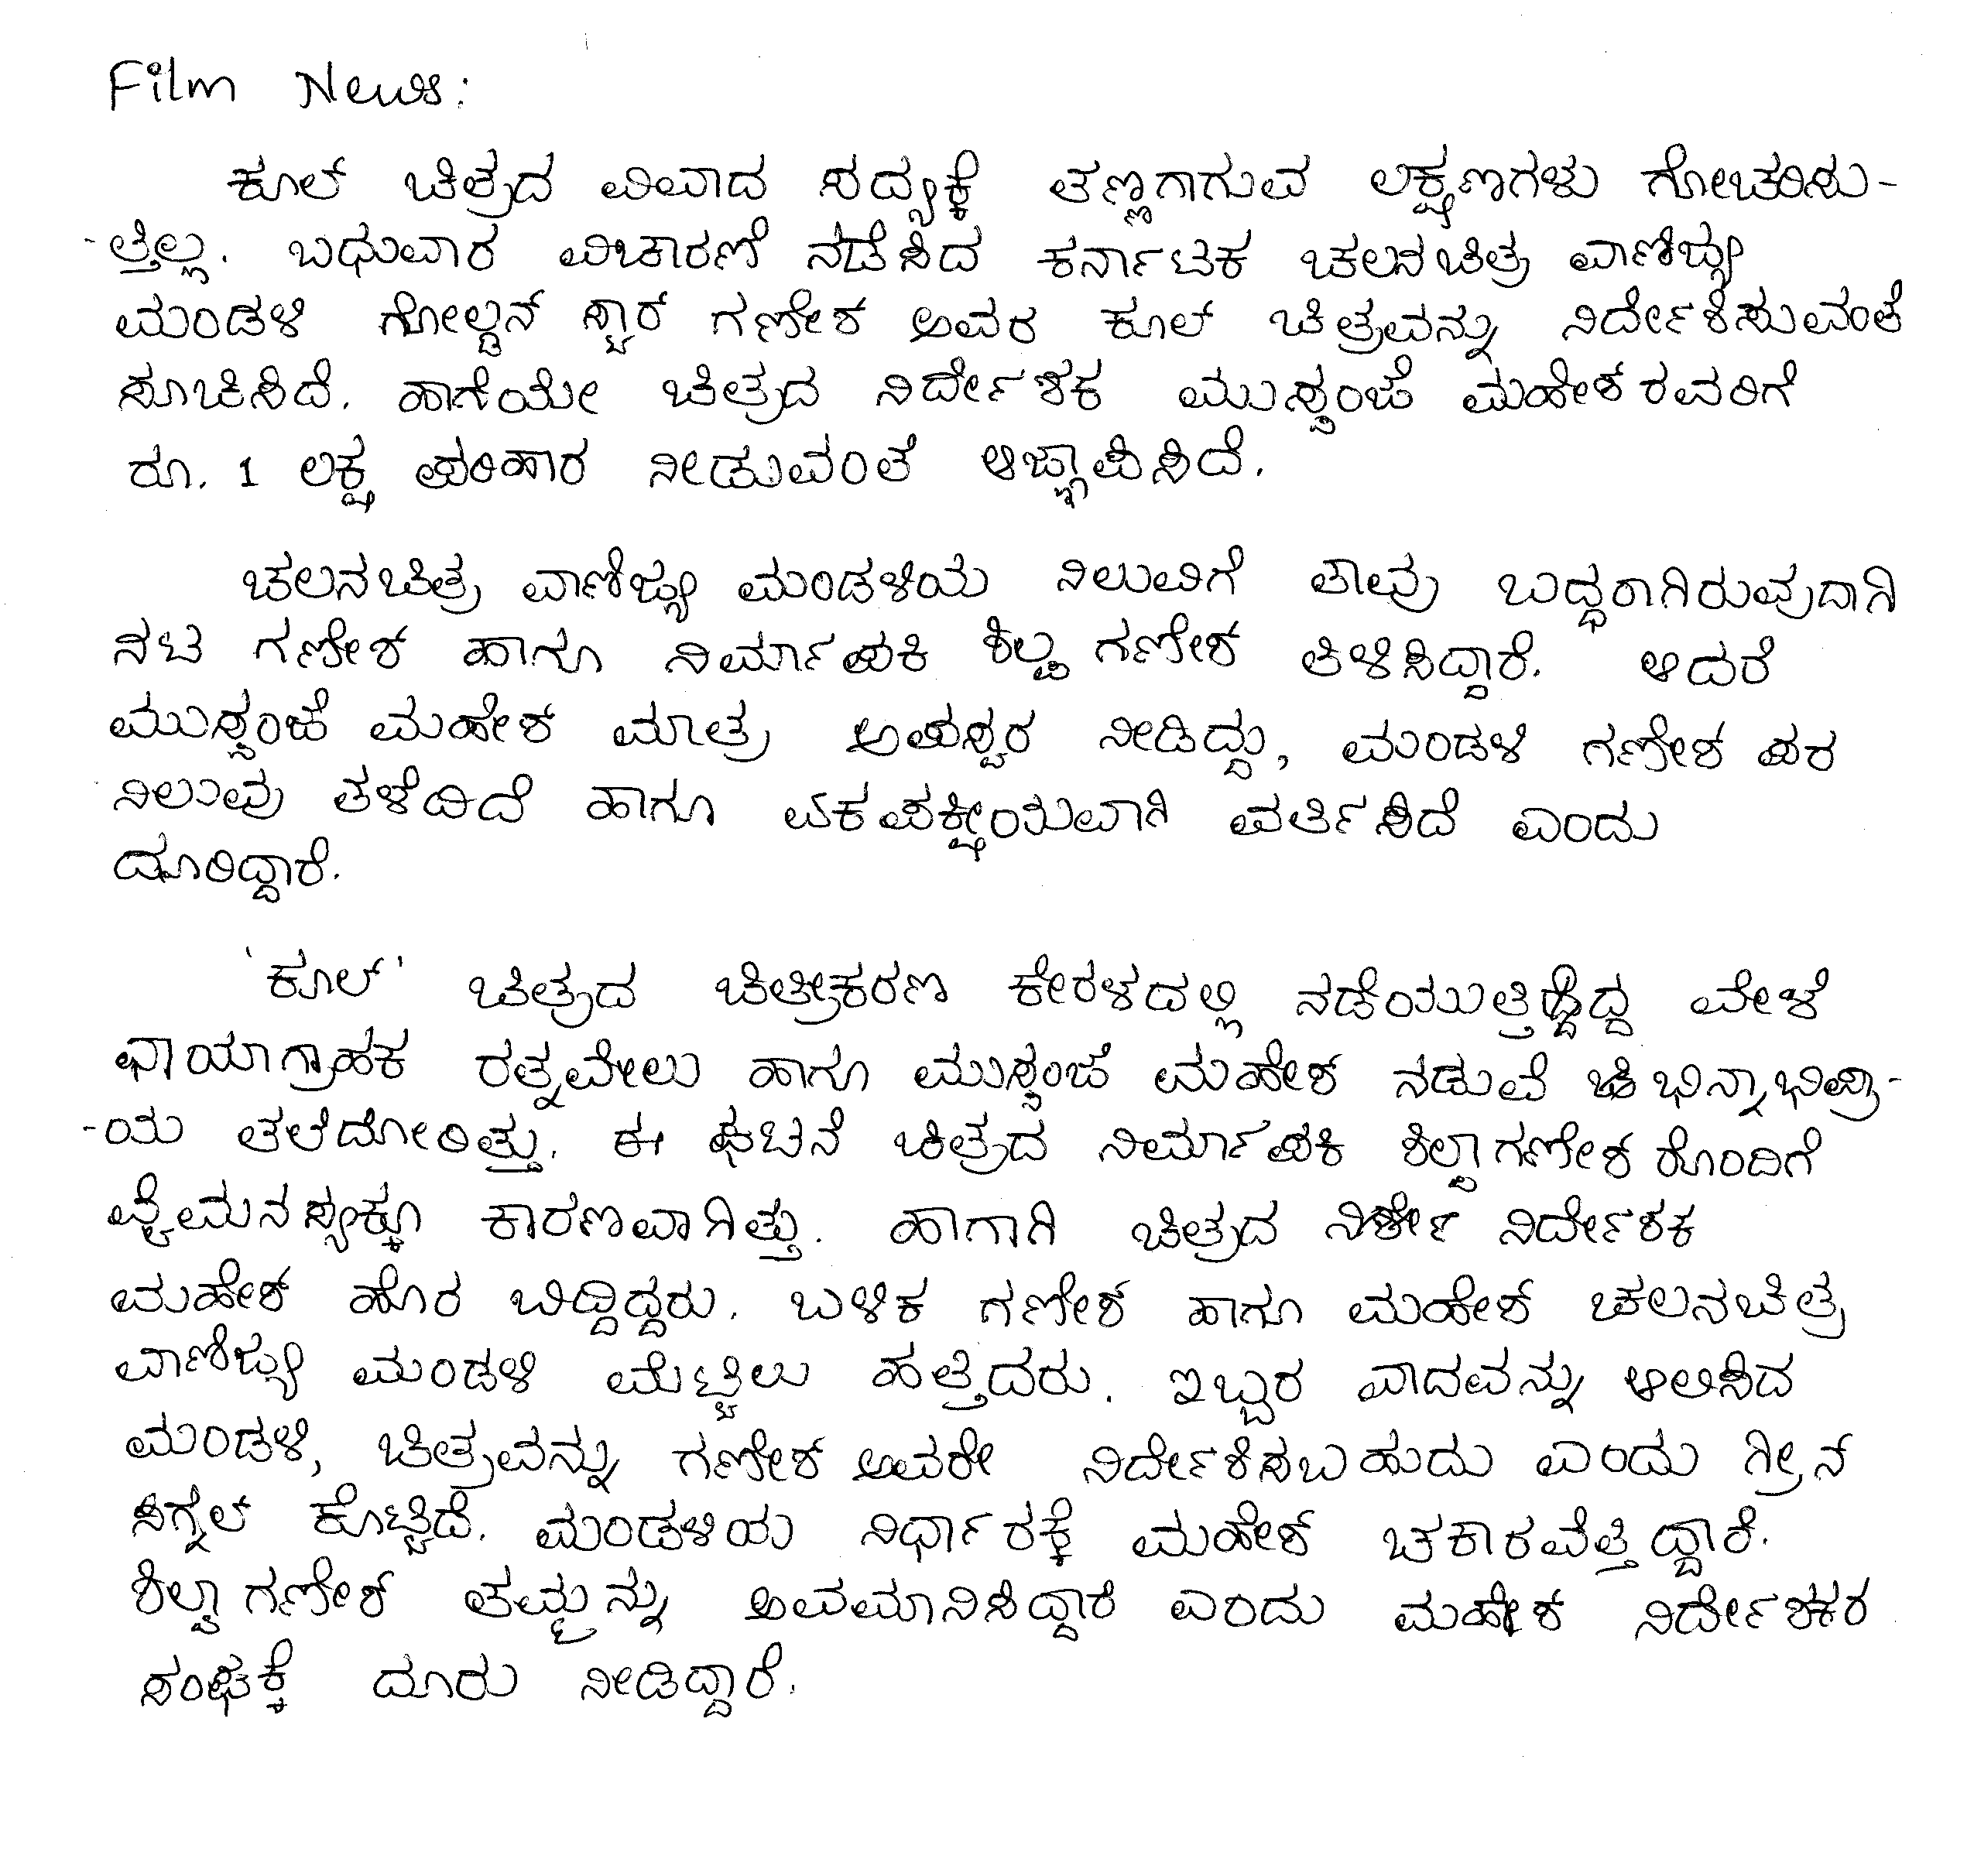 Film News:
ಕೂಲ್ ಚಿತ್ರದ ವಿವಾದ ಸದ್ಯಕ್ಕೆ ತಣ್ಣಗಾಗುವ ಲಕ್ಷಣಗಳು ಗೋಚರಿಸು-
-ತ್ತಿಲ್ಲ. ಬಧುವಾರ ವಿಚಾರಣೆ ನಡೆಸಿದ ಕರ್ನಾಟಕ ಚಲನಚಿತ್ರ ವಾಣಿಜ್ಯ
ಮಂಡಳಿ ಗೋಲ್ಡನ್ ಸ್ಟಾರ್ ಗಣೇಶ ಅವರ ಕೂಲ್ ಚಿತ್ರವನ್ನು ನಿರ್ದೇಶಿಸುವಂತೆ
ಸೂಚಿಸಿದೆ. ಹಾಗೆಯೇ ಚಿತ್ರದ ನಿರ್ದೇಶಕ ಮುಸ್ಸಂಜೆ ಮಹೇಶರವರಿಗೆ
ರೂ. 1 ಲಕ್ಷ ಪರಿಹಾರ ನೀಡುವಂತೆ ಆಜ್ಞಾಪಿಸಿದೆ.
ಚಲನಚಿತ್ರ ವಾಣಿಜ್ಯ ಮಂಡಳಿಯ ನಿಲುವಿಗೆ ತಾವು ಬದ್ಧರಾಗಿರುವುದಾಗಿ
ನಟ ಗಣೇಶ್ ಹಾಗೂ ನಿರ್ಮಾಪಕಿ ಶಿಲ್ಪ ಗಣೇಶ್ ತಿಳಿಸಿದ್ದಾರೆ. ಆದರೆ
ಮುಸ್ಸಂಜೆ ಮಹೇಶ್ ಮಾತ್ರ ಅಪಸ್ವರ ನೀಡಿದ್ದು, ಮಂಡಳಿ ಗಣೇಶ ಪರ
ನಿಲುವು ತಳೆದಿದೆ ಹಾಗೂ ಏಕಪಕ್ಷೀಯವಾಗಿ ವರ್ತಿಸಿದೆ ಎಂದು
ದೂರಿದ್ದಾರೆ.
'ಕೂಲ್' ಚಿತ್ರದ ಚಿತ್ರೀಕರಣ ಕೇರಳದಲ್ಲಿ ನಡೆಯುತ್ತಿದ್ದ ವೇಳೆ
ಛಾಯಾಗ್ರಾಹಕ ರತ್ನವೇಲು ಹಾಗೂ ಮುಸ್ಸಂಜೆ ಮಹೇಶ್ ನಡುವೆ ಭಿನ್ನಾಭಿಪ್ರಾ-
-ಯ ತಲೆದೋರಿತ್ತು. ಈ ಘಟನೆ ಚಿತ್ರದ ನಿರ್ಮಾಪಕಿ ಶಿಲ್ಪಾಗಣೇಶರೊಂದಿಗೆ
ವೈಮನಸ್ಯಕ್ಕೂ ಕಾರಣವಾಗಿತ್ತು. ಹಾಗಾಗಿ ಚಿತ್ರದ ನಿರ್ದೇಶಕ
ಮಹೇಶ್ ಹೊರ ಬಿದ್ದಿದ್ದರು. ಬಳಿಕ ಗಣೇಶ್ ಹಾಗೂ ಮಹೇಶ್ ಚಲನಚಿತ್ರ
ವಾಣಿಜ್ಯ ಮಂಡಳಿ ಮೆಟ್ಟಿಲು ಹತ್ತಿದರು. ಇಬ್ಬರ ವಾದವನ್ನು ಆಲಿಸಿದ
ಮಂಡಳಿ, ಚಿತ್ರವನ್ನು ಗಣೇಶ್ ಅವರೇ ನಿರ್ದೇಶಿಸಬಹುದು ಎಂದು ಗ್ರೀನ್
ಸಿಗ್ನಲ್ ಕೊಟ್ಟಿದೆ. ಮಂಡಳಿಯ ನಿರ್ಧಾರಕ್ಕೆ ಮಹೇಶ್ ಚಕಾರವೆತ್ತಿದ್ದಾರೆ.
ಶಿಲ್ಪಾ ಗಣೇಶ್ ತಮ್ಮನ್ನು ಅವಮಾನಿಸಿದ್ದಾರೆ ಎಂದು ಮಹೇಶ್ ನಿರ್ದೇಶಕರ
ಸಂಘಕ್ಕೆ ದೂರು ನೀಡಿದ್ದಾರೆ.